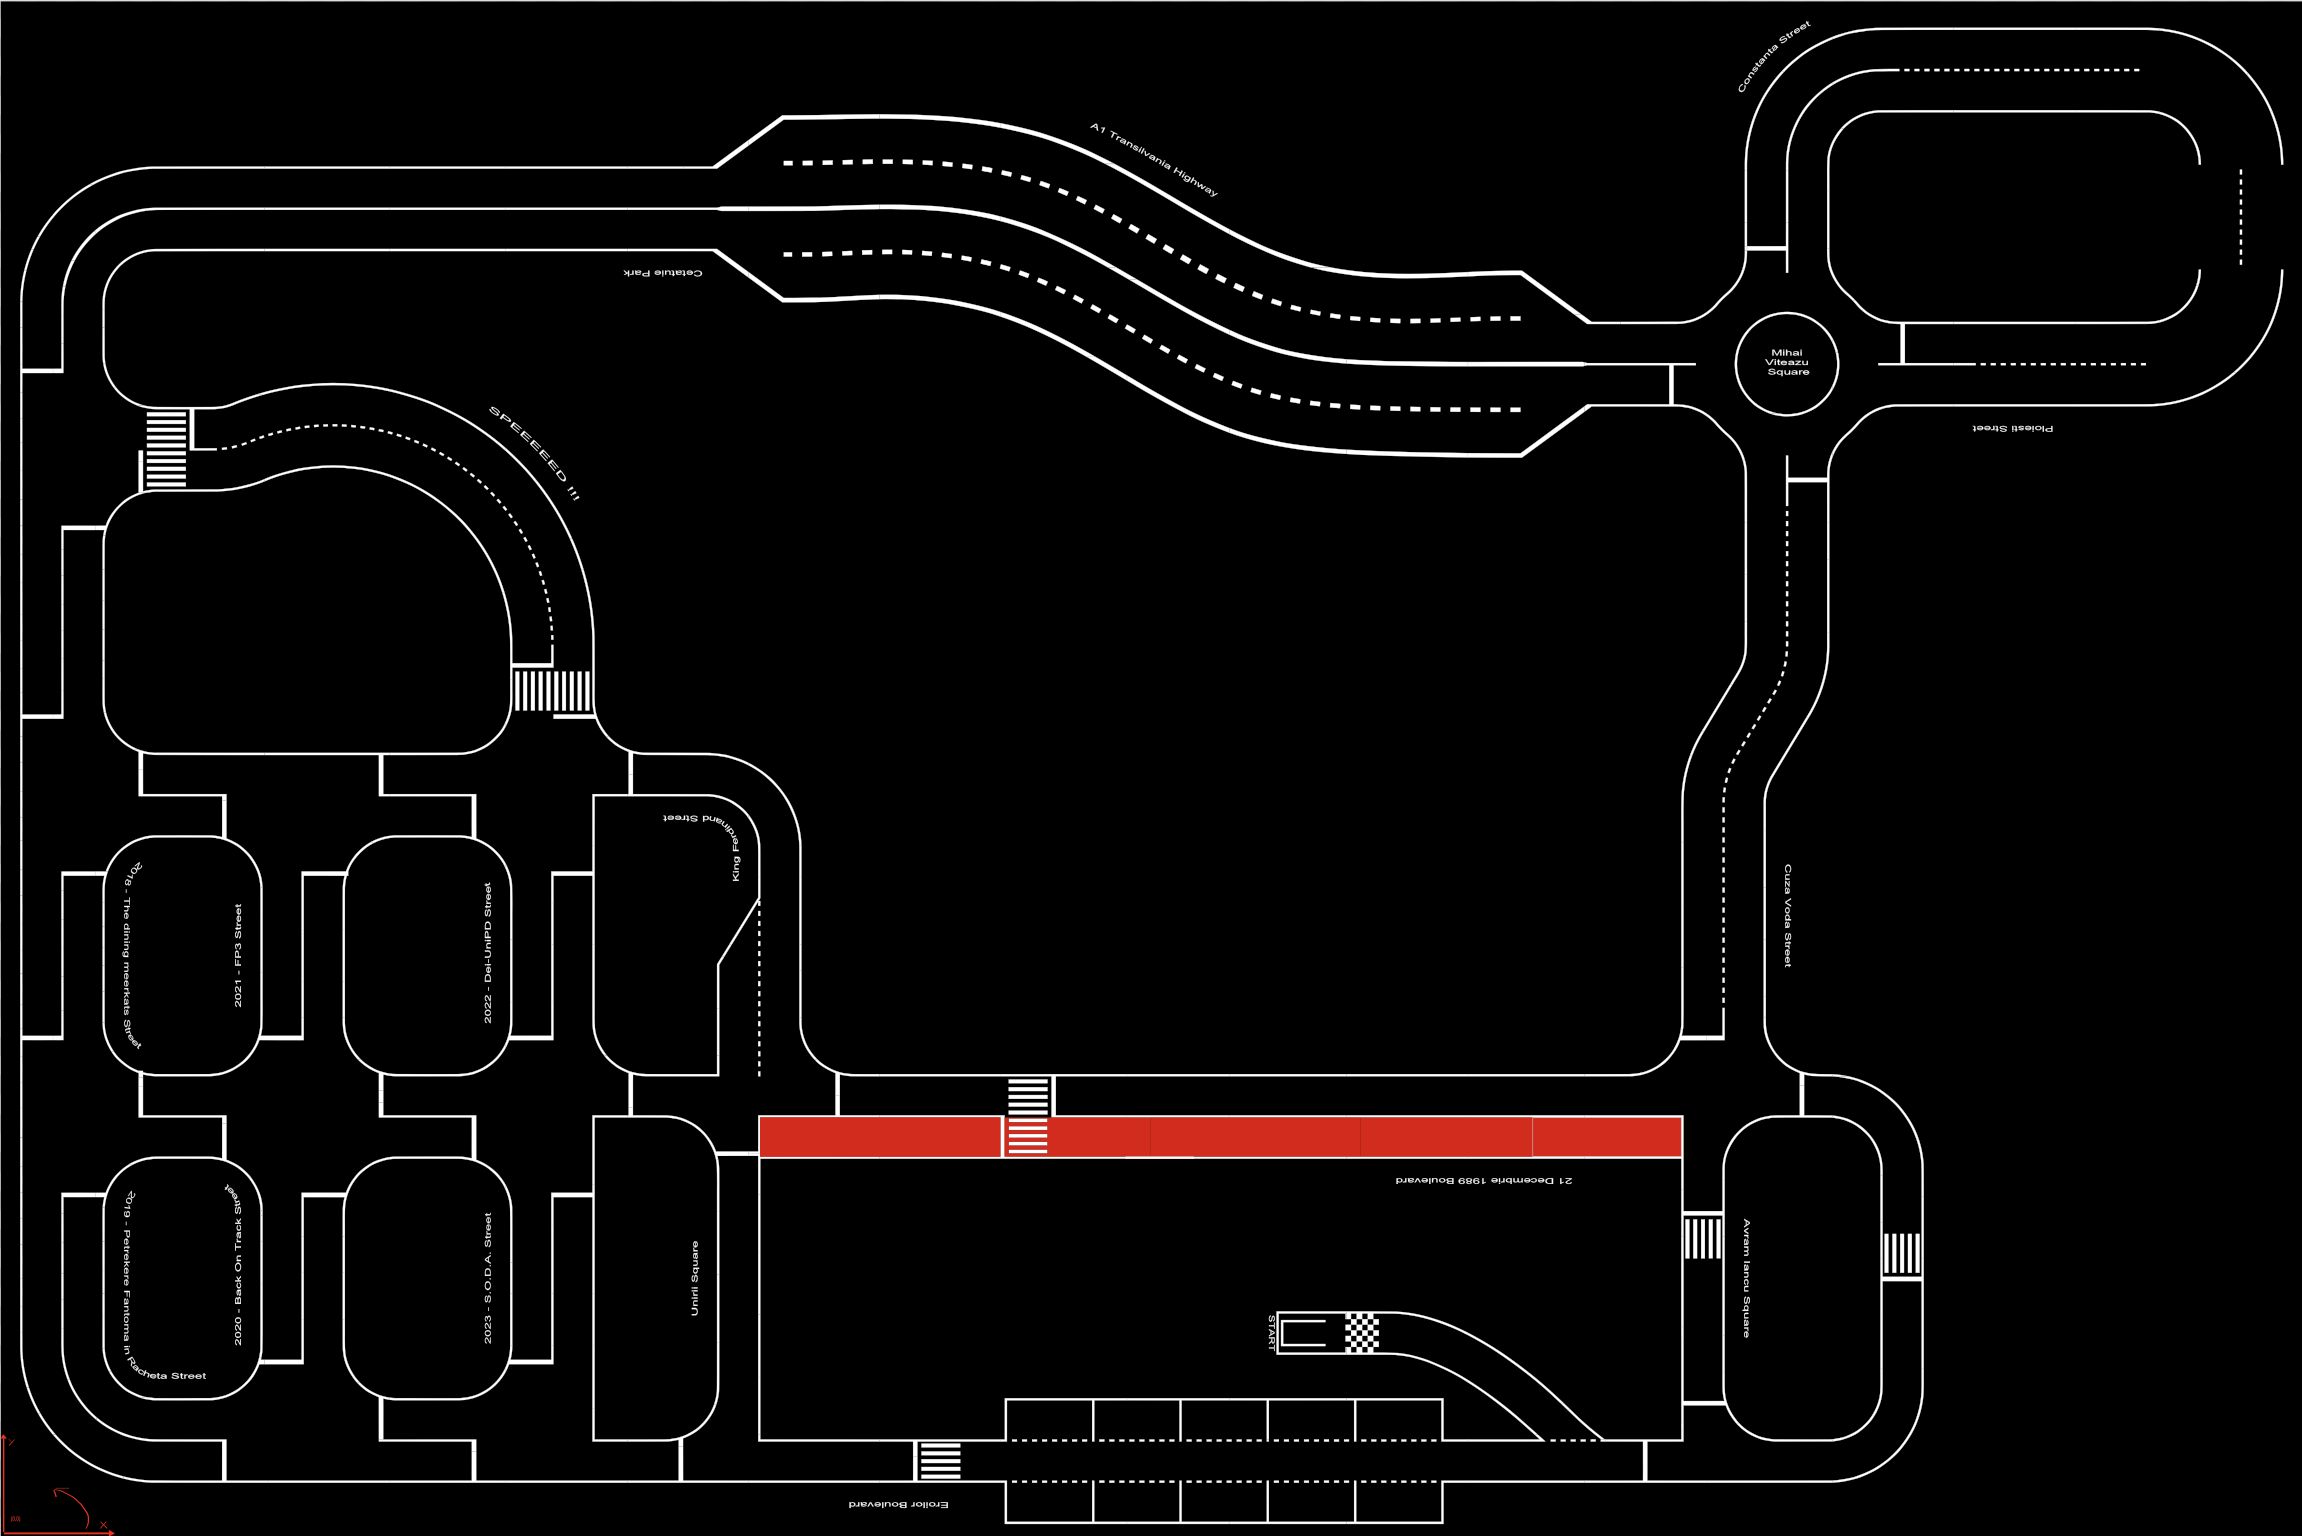 Constanta Street
A1 Transilvania Highway
Cetatuie Park
Mihai
Viteazu
Square
SPEEEEED !!!
Ploiesti Street
King Ferdinand Street
2018 - The dining meerkats Street
2021 - FP3 Street
2022 - Dei-UniPD Street
Cuza Voda Street
21 Decembrie 1989 Boulevard
2019 - Petrekere Fantoma in Racheta Street
2020 - Back On Track Street
2023 - S.O.D.A. Street
Unirii Square
START
Avram Iancu Square
Eroilor Boulevard
Y
X